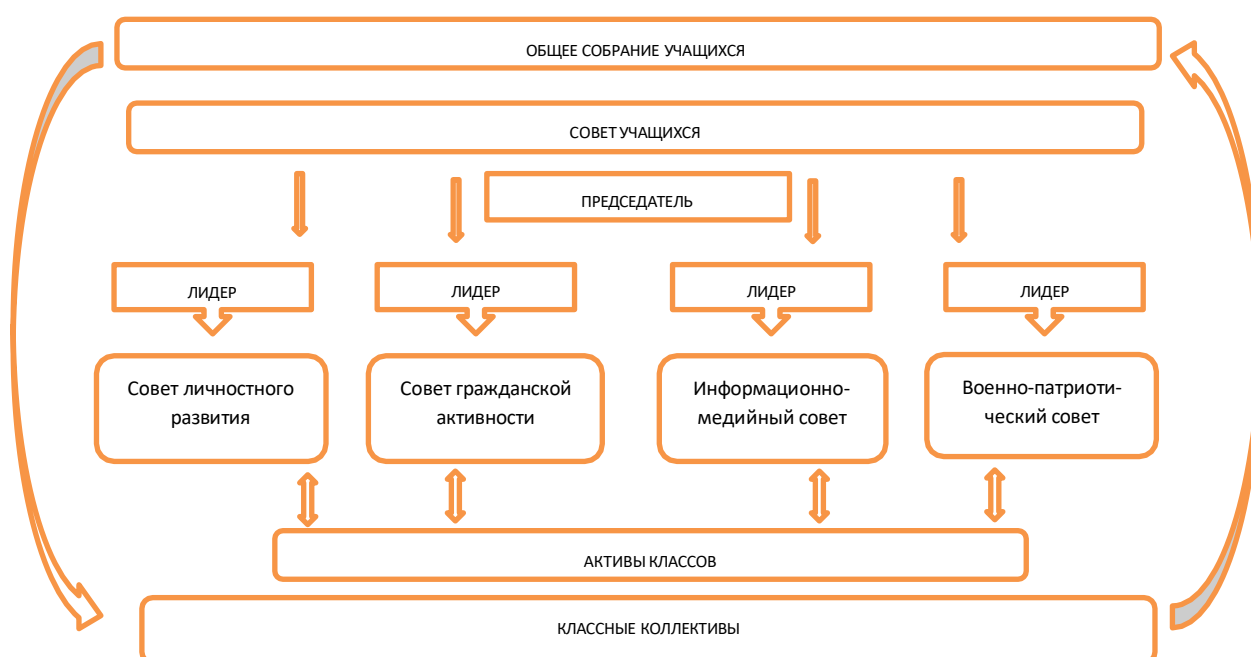 ОБЩЕЕ СОБРАНИЕ УЧАЩИХСЯ
СОВЕТ УЧАЩИХСЯ
ПРЕДСЕДАТЕЛЬ
ЛИДЕР
ЛИДЕР
ЛИДЕР
ЛИДЕР
Совет личностного
развития
Совет гражданской
активности
Информационно-
медийный совет
Военно-патриоти-
ческий совет
АКТИВЫ КЛАССОВ
КЛАССНЫЕ КОЛЛЕКТИВЫ